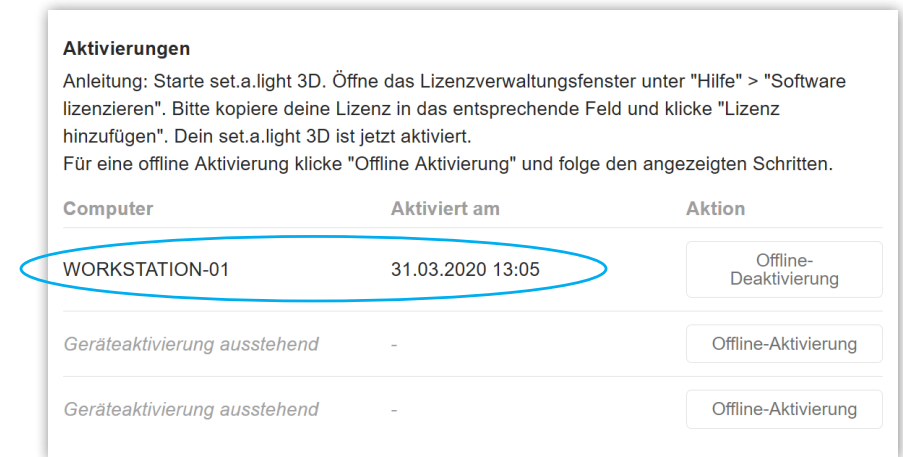 Aktivierungen
Anleitung: Starte set.a.light 3D. Öffne das Lizenzverwaltungsfenster unter "Hilfe" > "Software
lizenzieren". Bitte kopiere deine Lizenz in das entsprechende Feld und klicke "Lizenz
hinzufügen". Dein set.a.light 3D ist jetzt aktiviert.
Für eine offline Aktivierung klicke "Offline Aktivierung" und folge den angezeigten Schritten.
Computer Aktiviert am Aktion
WORKSTATION-01 31.03.2020 13:05 Offline-
Deaktivierung
Geräteaktivierung ausstehend - Offline-Aktivierung
Geräteaktivierung ausstehend - Offline-Aktivierung